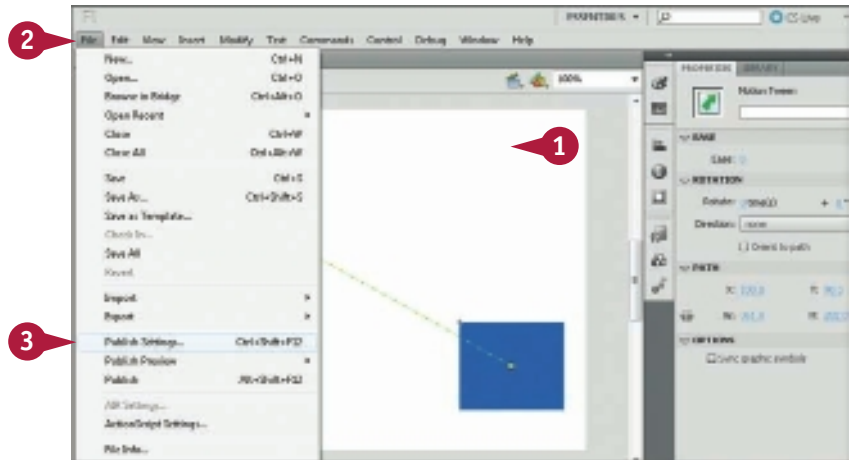 Fl
ESSENTIALS
CS Live
File Edit View Insert Modify Text Commands Control Debug Window Help
2
New... Ctrl+N
Open... Ctrl+O
Browse in Bridge Ctrl+Alt+O
Open Recent
Close Ctrl+W
Close All Ctrl+Alt+W
Save Ctrl+S
Save As... Ctrl+Shift+S
Save as Template...
Check In...
Save All
Revert
Import
Export
3
Publish Settings... Ctrl+Shift+F12
Publish Preview
Publish Alt+Shift+F12
AIR Settings...
ActionScript Settings...
File Info...
100%
1
PROPERTIES LIBRARY
Motion Tween
EASE
Ease: 0
ROTATION
Rotate: time(s) +
Direction: none
Orient to path
PATH
X: Y:
W: H:
OPTIONS
Sync graphic symbols